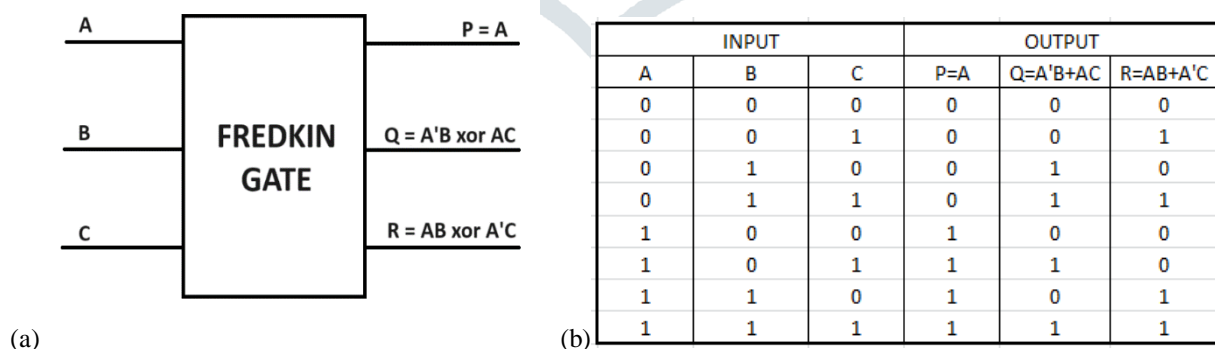 A
P = A
B
FREDKIN
GATE
Q = A'B xor AC
C
R = AB xor A'C
(a)
INPUT OUTPUT
A B C P=A Q=A'B+AC R=AB+A'C
0 0 0 0 0 0
0 0 1 0 0 1
0 1 0 0 1 0
0 1 1 0 1 1
1 0 0 1 0 0
1 0 1 1 1 0
1 1 0 1 0 1
1 1 1 1 1 1
(b)